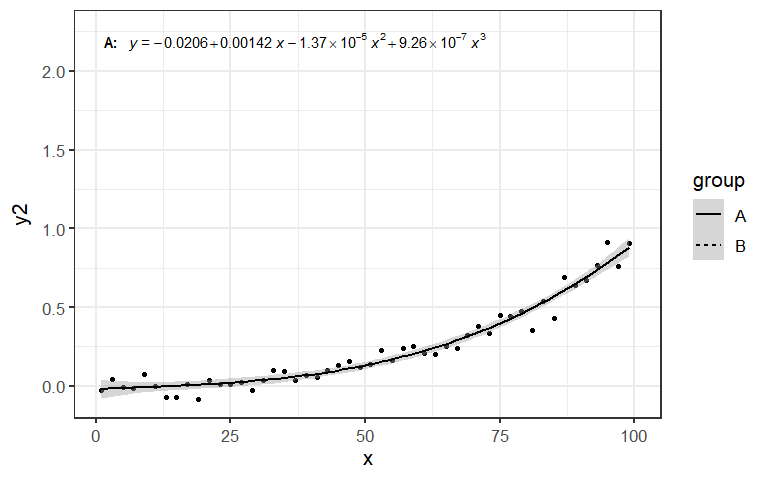 A: y = −0.0206 + 0.00142 x − 1.37 × 10⁻⁵ x² + 9.26 × 10⁻⁷ x³
2.0
1.5
1.0
0.5
0.0
y2
0 25 50 75 100
x
group
A
B